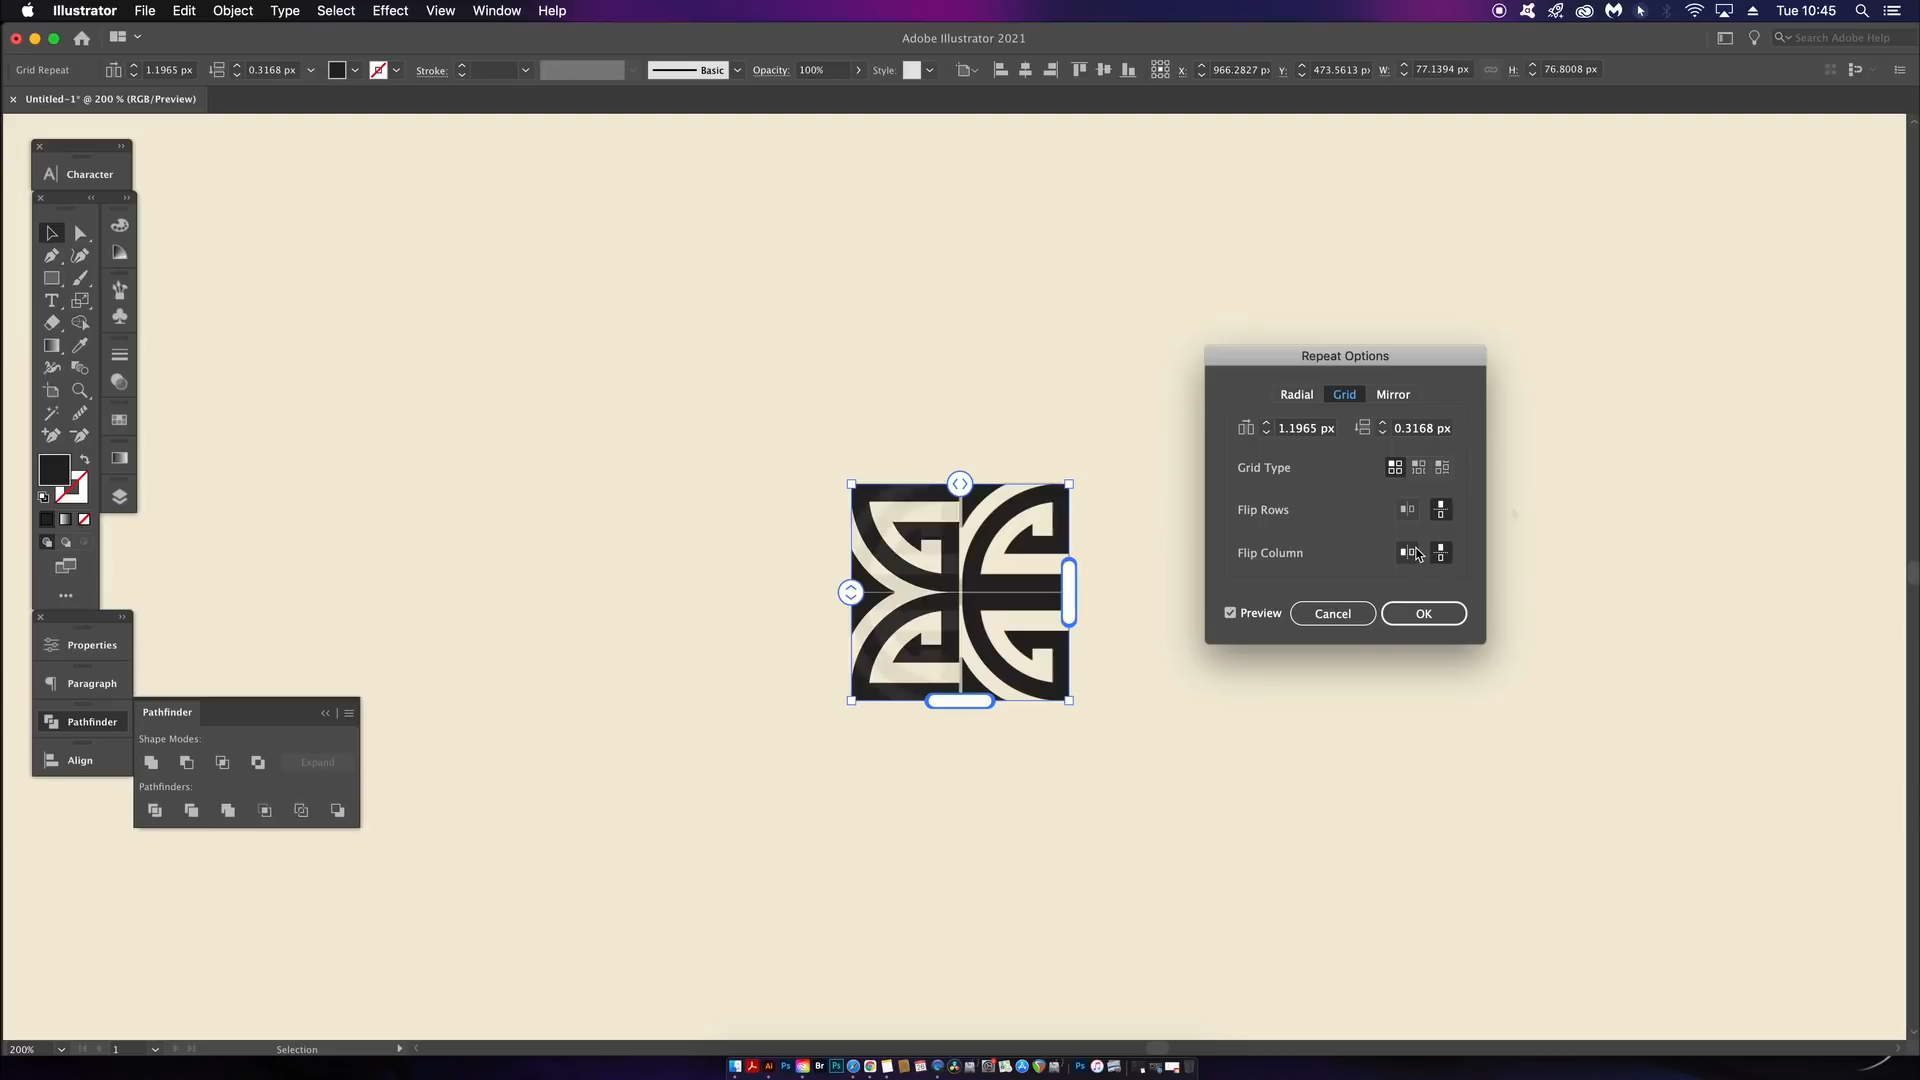 Illustrator File Edit Object Type Select Effect View Window Help Tue 10:45
Adobe Illustrator 2021 Search Adobe Help
Grid Repeat 1.1965 px 0.3168 px Stroke: Basic Opacity: 100% Style: X: 966.2827 px Y: 473.5613 px W: 77.1394 px H: 76.8008 px
Untitled-1* @ 200 % (RGB/Preview)
Character
Repeat Options
Radial Grid Mirror
1.1965 px 0.3168 px
Grid Type
Flip Rows
Flip Column
Preview Cancel OK
Properties
Paragraph
Pathfinder
Align
Pathfinder
Shape Modes:
Expand
Pathfinders:
200% 1 Selection